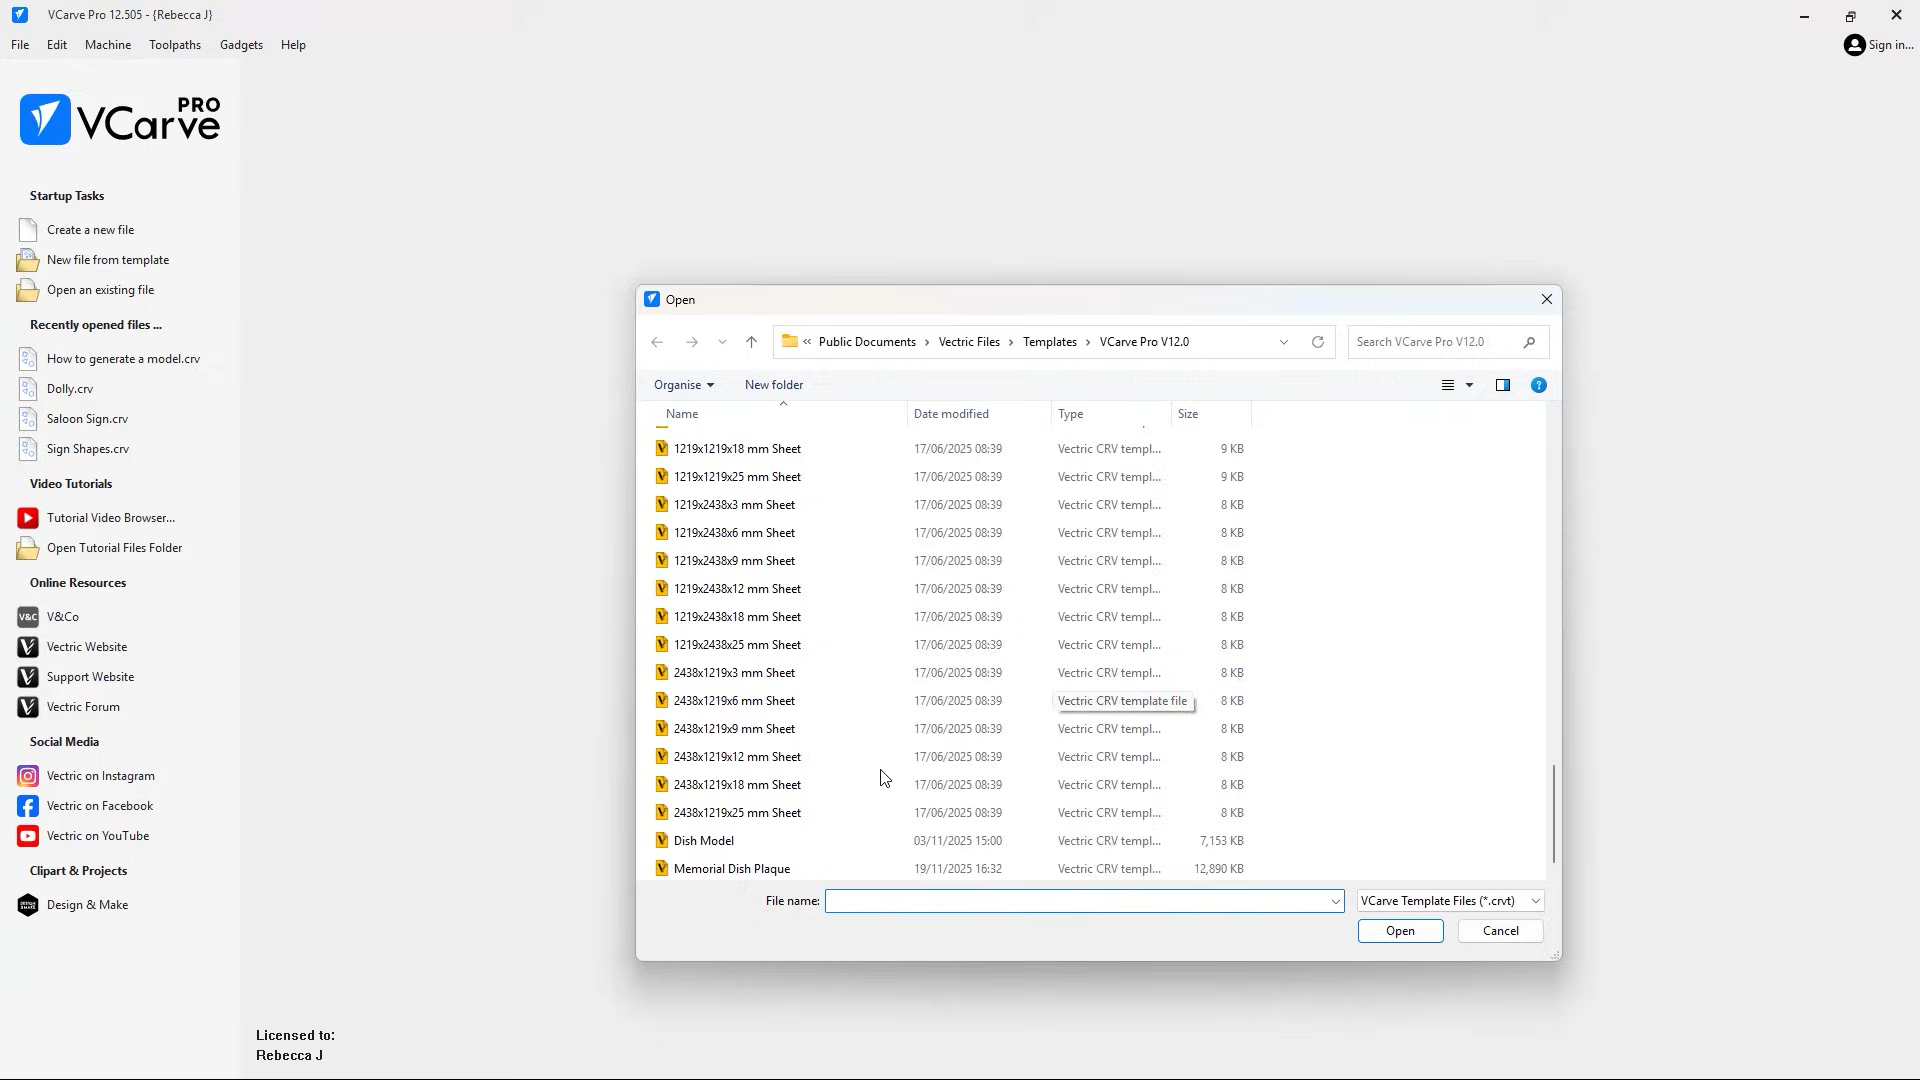 VCarve Pro 12.505 - {Rebecca J}
File Edit Machine Toolpaths Gadgets Help
Sign in...
PRO
VCarve
Startup Tasks
Create a new file
New file from template
Open an existing file
Recently opened files ...
How to generate a model.crv
Dolly.crv
Saloon Sign.crv
Sign Shapes.crv
Video Tutorials
Tutorial Video Browser...
Open Tutorial Files Folder
Online Resources
V&C V&Co
Vectric Website
Support Website
Vectric Forum
Social Media
Vectric on Instagram
Vectric on Facebook
Vectric on YouTube
Clipart & Projects
Design & Make
Licensed to:
Rebecca J
Open
« Public Documents › Vectric Files › Templates › VCarve Pro V12.0
Search VCarve Pro V12.0
Organise New folder
Name Date modified Type Size
1219x1219x18 mm Sheet 17/06/2025 08:39 Vectric CRV templ... 9 KB
1219x1219x25 mm Sheet 17/06/2025 08:39 Vectric CRV templ... 9 KB
1219x2438x3 mm Sheet 17/06/2025 08:39 Vectric CRV templ... 8 KB
1219x2438x6 mm Sheet 17/06/2025 08:39 Vectric CRV templ... 8 KB
1219x2438x9 mm Sheet 17/06/2025 08:39 Vectric CRV templ... 8 KB
1219x2438x12 mm Sheet 17/06/2025 08:39 Vectric CRV templ... 8 KB
1219x2438x18 mm Sheet 17/06/2025 08:39 Vectric CRV templ... 8 KB
1219x2438x25 mm Sheet 17/06/2025 08:39 Vectric CRV templ... 8 KB
2438x1219x3 mm Sheet 17/06/2025 08:39 Vectric CRV templ... 8 KB
2438x1219x6 mm Sheet 17/06/2025 08:39 Vectric CRV template file 8 KB
2438x1219x9 mm Sheet 17/06/2025 08:39 Vectric CRV templ... 8 KB
2438x1219x12 mm Sheet 17/06/2025 08:39 Vectric CRV templ... 8 KB
2438x1219x18 mm Sheet 17/06/2025 08:39 Vectric CRV templ... 8 KB
2438x1219x25 mm Sheet 17/06/2025 08:39 Vectric CRV templ... 8 KB
Dish Model 03/11/2025 15:00 Vectric CRV templ... 7,153 KB
Memorial Dish Plaque 19/11/2025 16:32 Vectric CRV templ... 12,890 KB
File name: VCarve Template Files (*.crvt)
Open Cancel